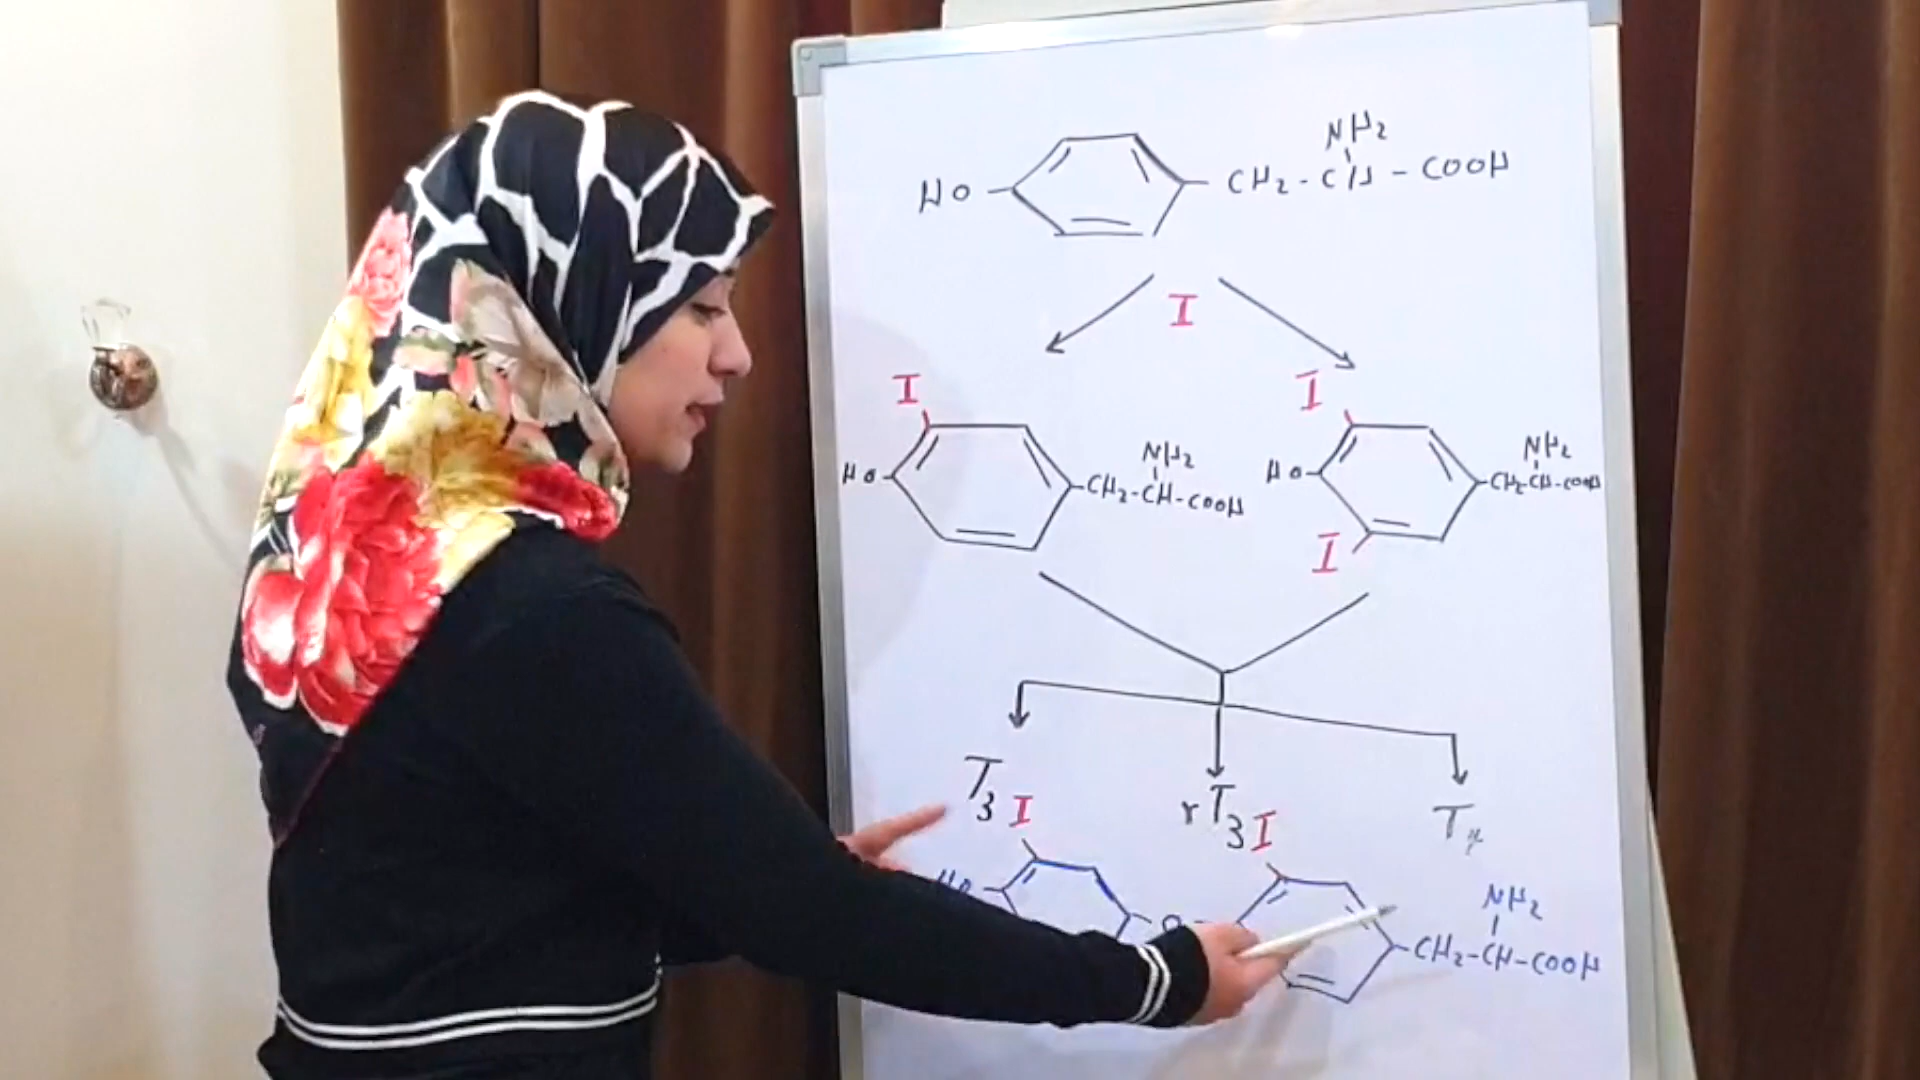 HO - CH2 - CH - COOH
NH2
I
I
HO - CH2-CH-COOH
NH2
I
HO - CH2-CH-COOH
NH2
I
T3
rT3
T4
I
I
HO
O
NH2
CH2-CH-COOH